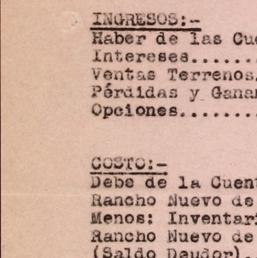 INGRESOS:-
Haber de las Cue
Intereses.......
Ventas Terrenos.
Pérdidas y Ganan
Opciones........
COSTO:-
Debe de la Cuent
Rancho Nuevo de
Menos: Inventari
Rancho Nuevo de
(Saldo Deudor).